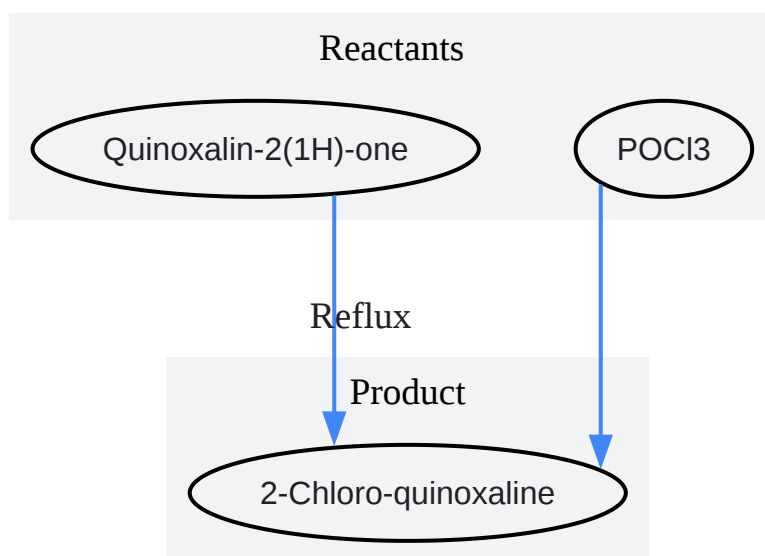 Reactants
Quinoxalin-2(1H)-one
POCl3
Reflux
Product
2-Chloro-quinoxaline